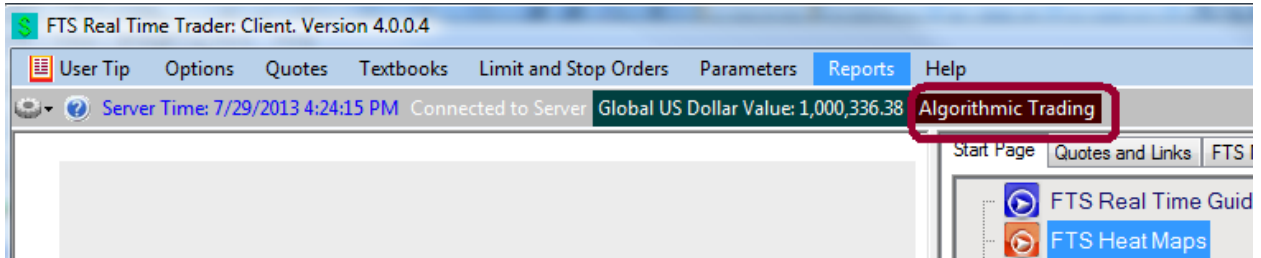 $ FTS Real Time Trader: Client. Version 4.0.0.4
User Tip Options Quotes Textbooks Limit and Stop Orders Parameters Reports Help
Server Time: 7/29/2013 4:24:15 PM Connected to Server Global US Dollar Value: 1,000,336.38 Algorithmic Trading
Start Page Quotes and Links FTS
FTS Real Time Guid
FTS Heat Maps